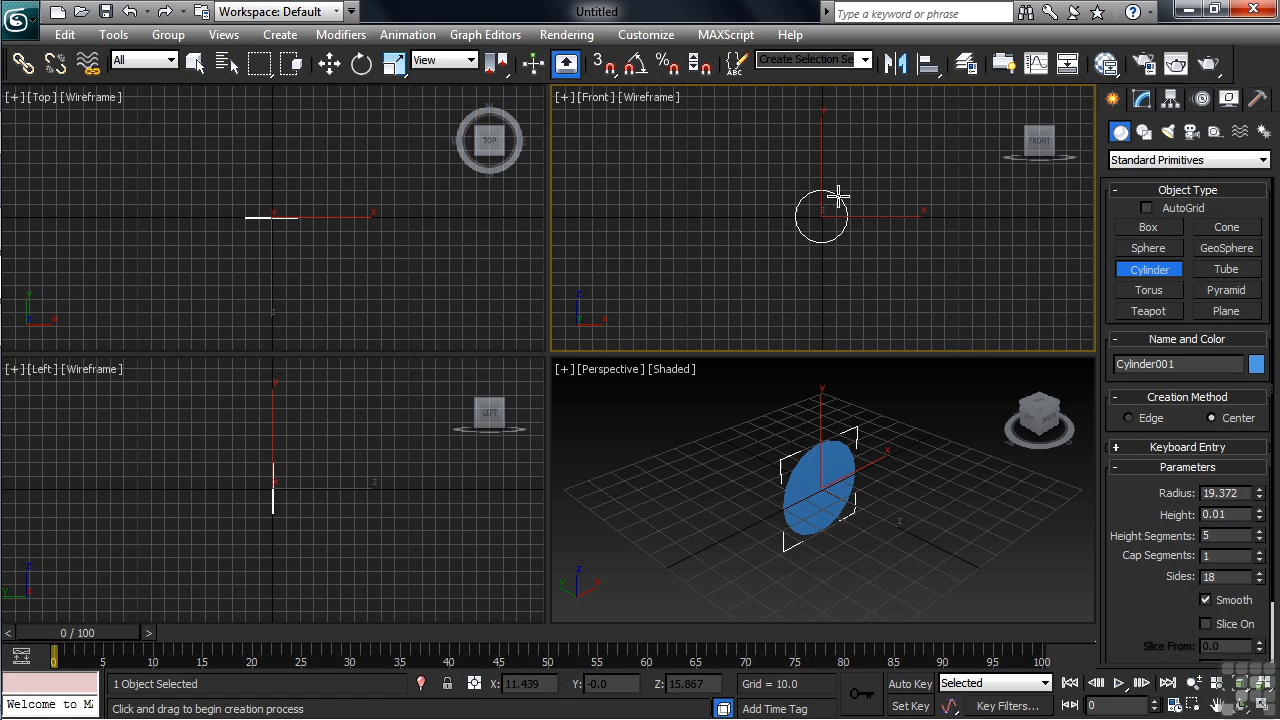 Workspace: Default
Untitled
Type a keyword or phrase
Edit Tools Group Views Create Modifiers Animation Graph Editors Rendering Customize MAXScript Help
All
View
3
Create Selection Se
[+] [Top] [Wireframe]
TOP
y
x
z
y
z
x
[+] [Front] [Wireframe]
FRONT
y
z
x
z
y
x
Standard Primitives
Object Type
AutoGrid
Box Cone
Sphere GeoSphere
Cylinder Tube
Torus Pyramid
Teapot Plane
Name and Color
Cylinder001
Creation Method
Edge Center
Keyboard Entry
Parameters
Radius: 19.372
Height: 0.01
Height Segments: 5
Cap Segments: 1
Sides: 18
Smooth
Slice On
Slice From: 0.0
[+] [Left] [Wireframe]
LEFT
y
x
z
z
y
x
[+] [Perspective] [Shaded]
y
x
z
z
y
x
< 0 / 100 >
0 5 10 15 20 25 30 35 40 45 50 55 60 65 70 75 80 85 90 95 100
1 Object Selected
X: 11.439 Y: -0.0 Z: 15.867 Grid = 10.0
Auto Key Selected
Welcome to M
Click and drag to begin creation process
Add Time Tag
Set Key Key Filters...
0